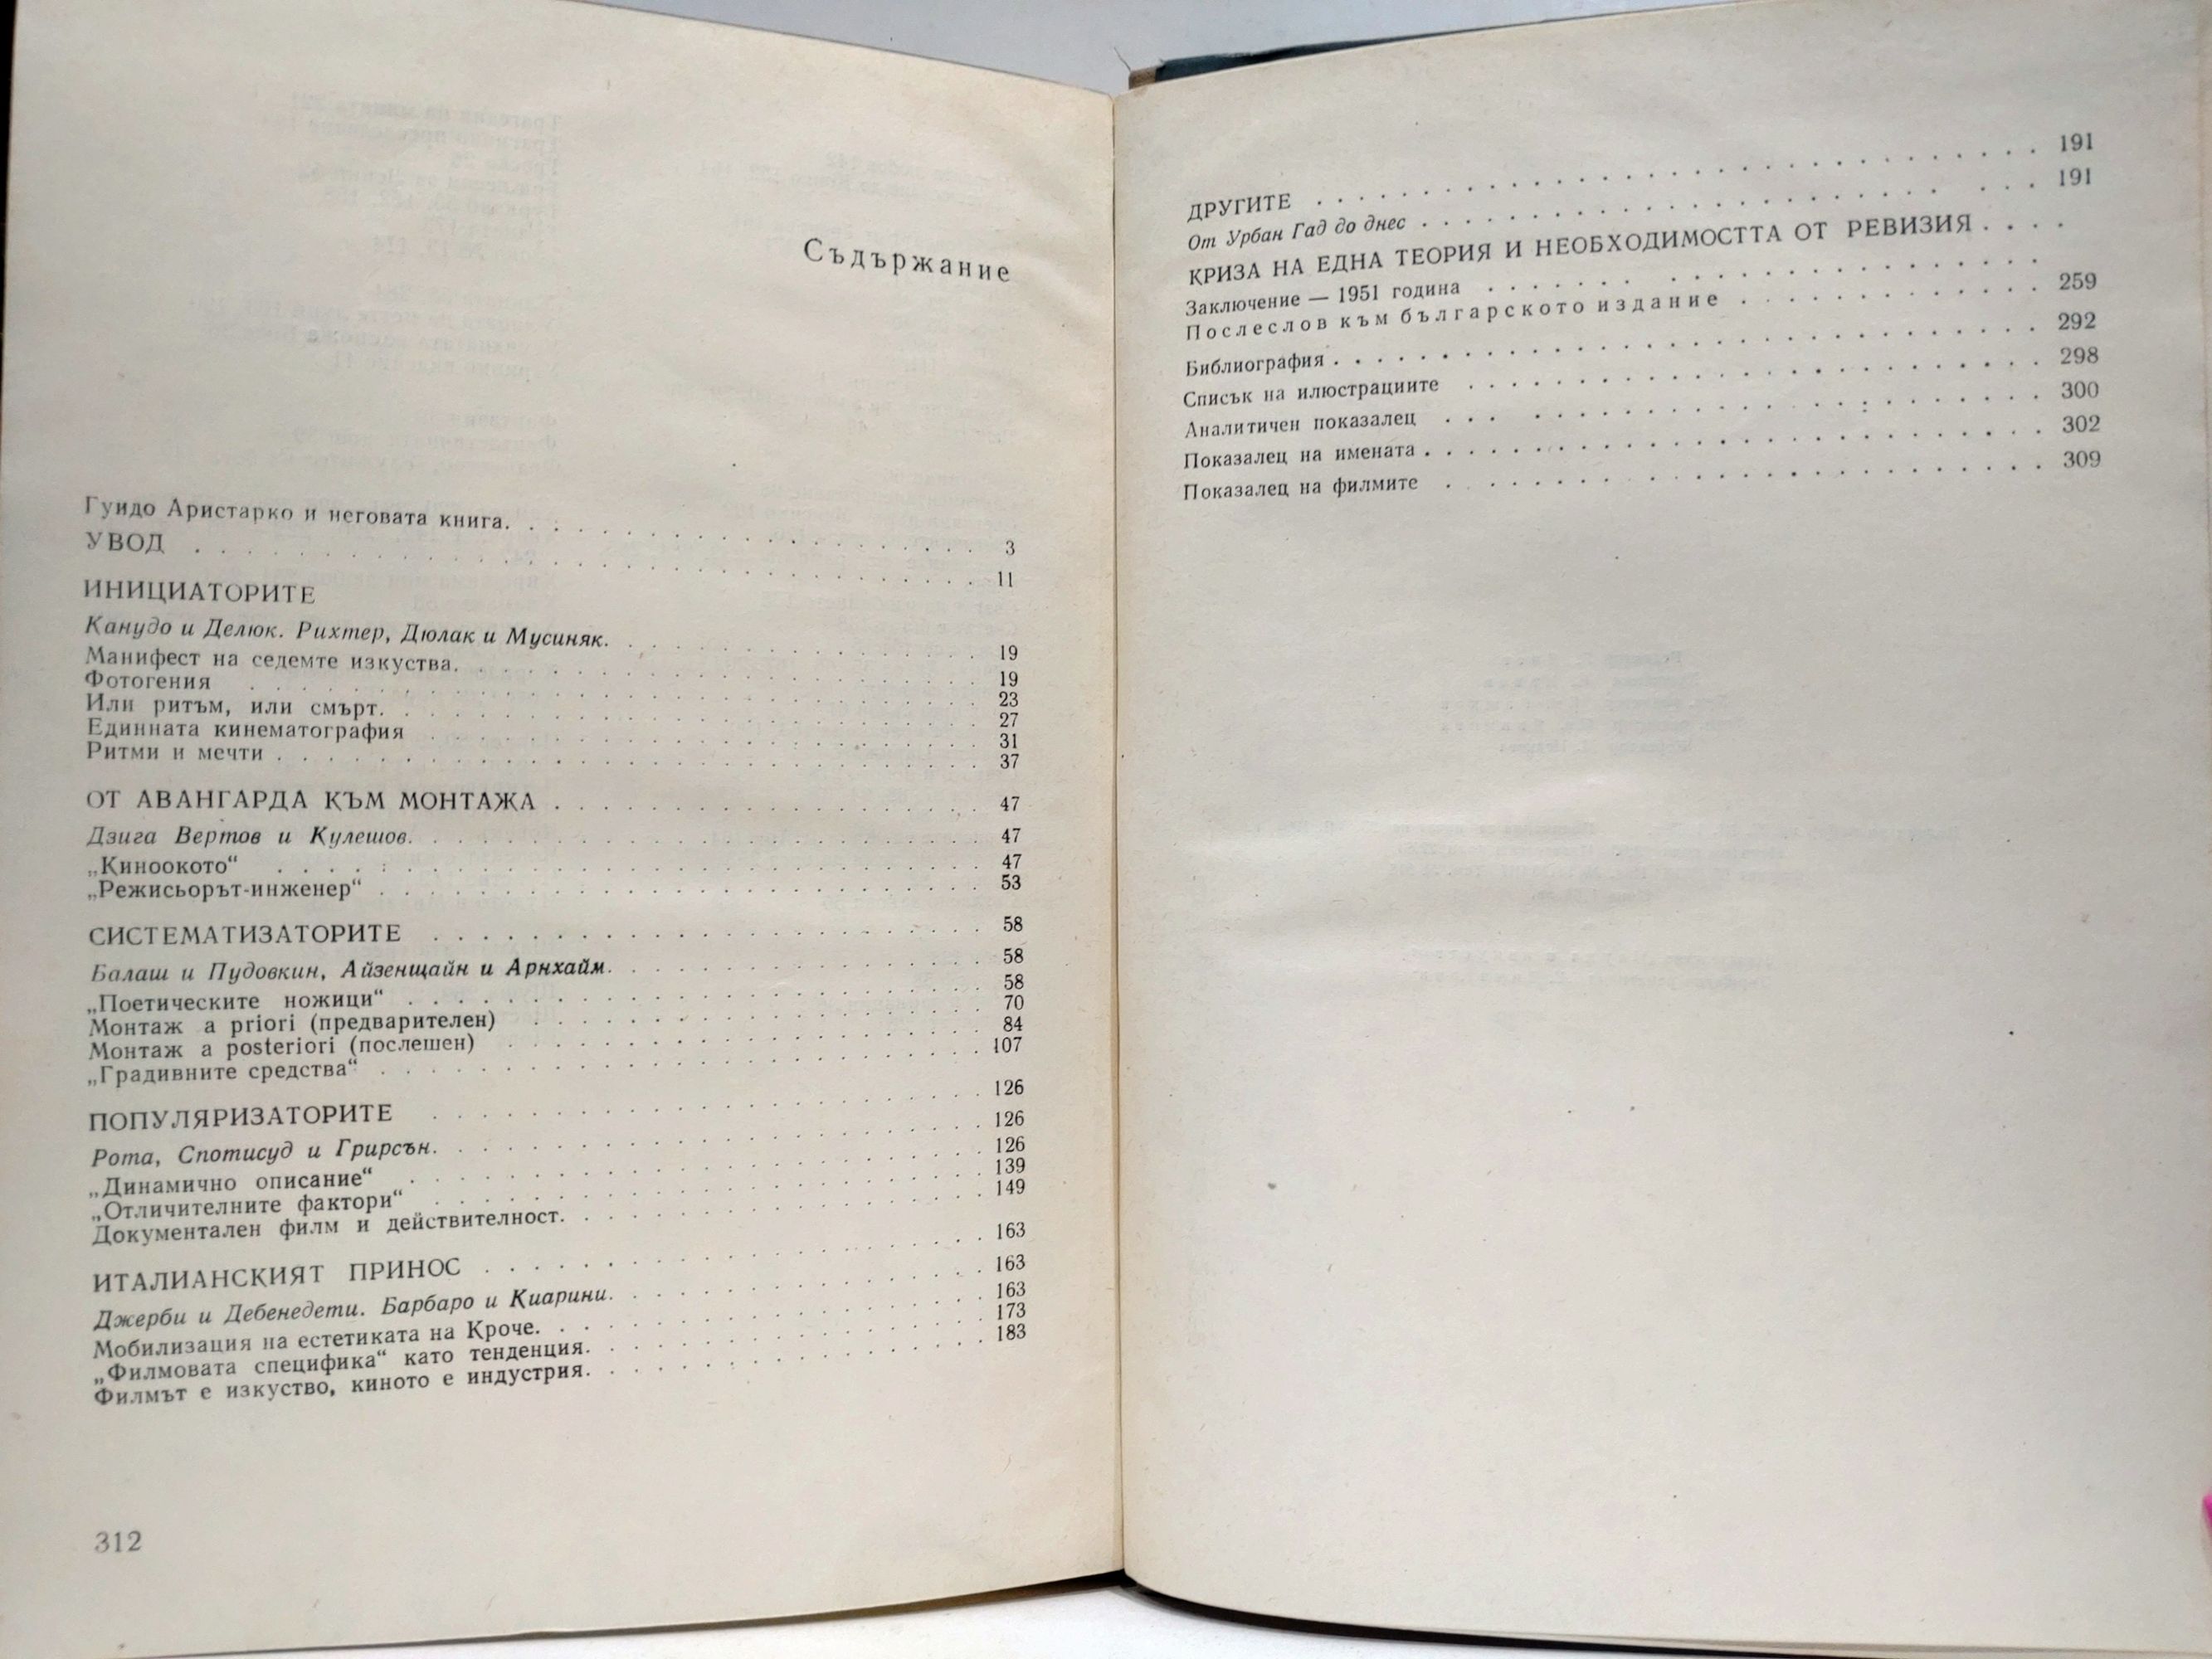 Съдържание
Гуидо Аристарко и неговата книга. . . . . . . . . . . . . . . . . . 3
УВОД . . . . . . . . . . . . . . . . . . 11
ИНИЦИАТОРИТЕ
Канудо и Делюк. Рихтер, Дюлак и Мусиняк. . . . . . . . . . . . . . 19
Манифест на седемте изкуства. . . . . . . . . . . . . . 19
Фотогения . . . . . . . . . . . . . . 23
Или ритъм, или смърт. . . . . . . . . . . . . . 27
Единната кинематография . . . . . . . . . . . . . . 31
Ритми и мечти . . . . . . . . . . . . . . 37
ОТ АВАНГАРДА КЪМ МОНТАЖА . . . . . . . . . . . . . . 47
Дзига Вертов и Кулешов. . . . . . . . . . . . . . 47
„Киноокото“ . . . . . . . . . . . . . . 47
„Режисьорът-инженер“ . . . . . . . . . . . . . . 53
СИСТЕМАТИЗАТОРИТЕ . . . . . . . . . . . . . . 58
Балаш и Пудовкин, Айзенщайн и Арнхайм. . . . . . . . . . . . . . 58
„Поетическите ножици“ . . . . . . . . . . . . . . 58
Монтаж a priori (предварителен) . . . . . . . . . . . . . . 70
Монтаж a posteriori (послешен) . . . . . . . . . . . . . . 84
„Градивните средства“ . . . . . . . . . . . . . . 107
ПОПУЛЯРИЗАТОРИТЕ . . . . . . . . . . . . . . 126
Рота, Спотисуд и Грирсън. . . . . . . . . . . . . . 126
„Динамично описание“ . . . . . . . . . . . . . . 126
„Отличителните фактори“ . . . . . . . . . . . . . . 139
Документален филм и действителност. . . . . . . . . . . . . . 149
ИТАЛИАНСКИЯТ ПРИНОС . . . . . . . . . . . . . . 163
Джерби и Дебенедети. Барбаро и Киарини. . . . . . . . . . . . . . 163
Мобилизация на естетиката на Кроче. . . . . . . . . . . . . . 163
„Филмовата специфика“ като тенденция. . . . . . . . . . . . . . 173
Филмът е изкуство, киното е индустрия. . . . . . . . . . . . . . 183
312
ДРУГИТЕ . . . . . . . . . . . . . . 191
От Урбан Гад до днес . . . . . . . . . . . . . . 191
КРИЗА НА ЕДНА ТЕОРИЯ И НЕОБХОДИМОСТТА ОТ РЕВИЗИЯ . . . .
Заключение — 1951 година . . . . . . . . . . . . . .
Послеслов към българското издание . . . . . . . . . . . . . . 259
Библиография . . . . . . . . . . . . . . 292
Списък на илюстрациите . . . . . . . . . . . . . . 298
Аналитичен показалец . . . . . . . . . . . . . . 300
Показалец на имената . . . . . . . . . . . . . . 302
Показалец на филмите . . . . . . . . . . . . . . 309